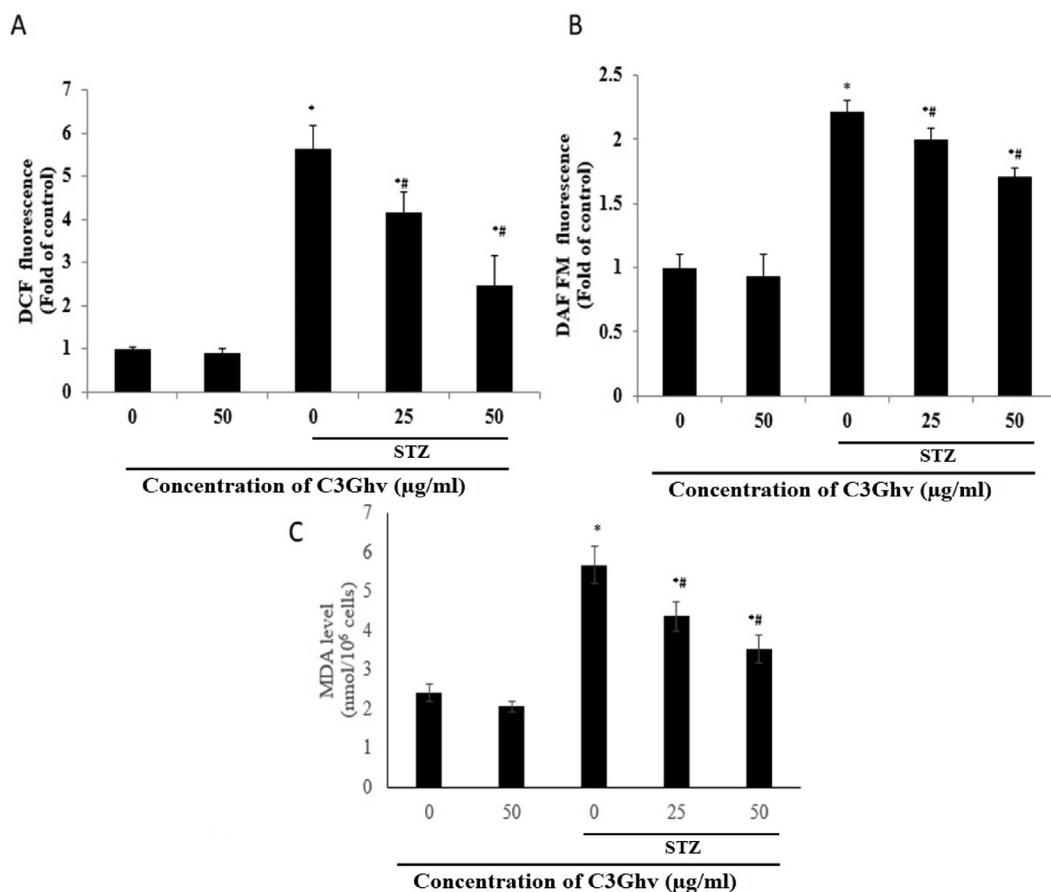 A
DCF fluorescence
(Fold of control)
7
6
5
4
3
2
1
0
*
*#
*#
0 50 0 25 50
STZ
Concentration of C3Ghv (µg/ml)
B
DAF FM fluorescence
(Fold of control)
2.5
2
1.5
1
0.5
0
*
*#
*#
0 50 0 25 50
STZ
Concentration of C3Ghv (µg/ml)
C
MDA level
(nmol/10⁶ cells)
7
6
5
4
3
2
1
0
*
*#
*#
0 50 0 25 50
STZ
Concentration of C3Ghv (µg/ml)